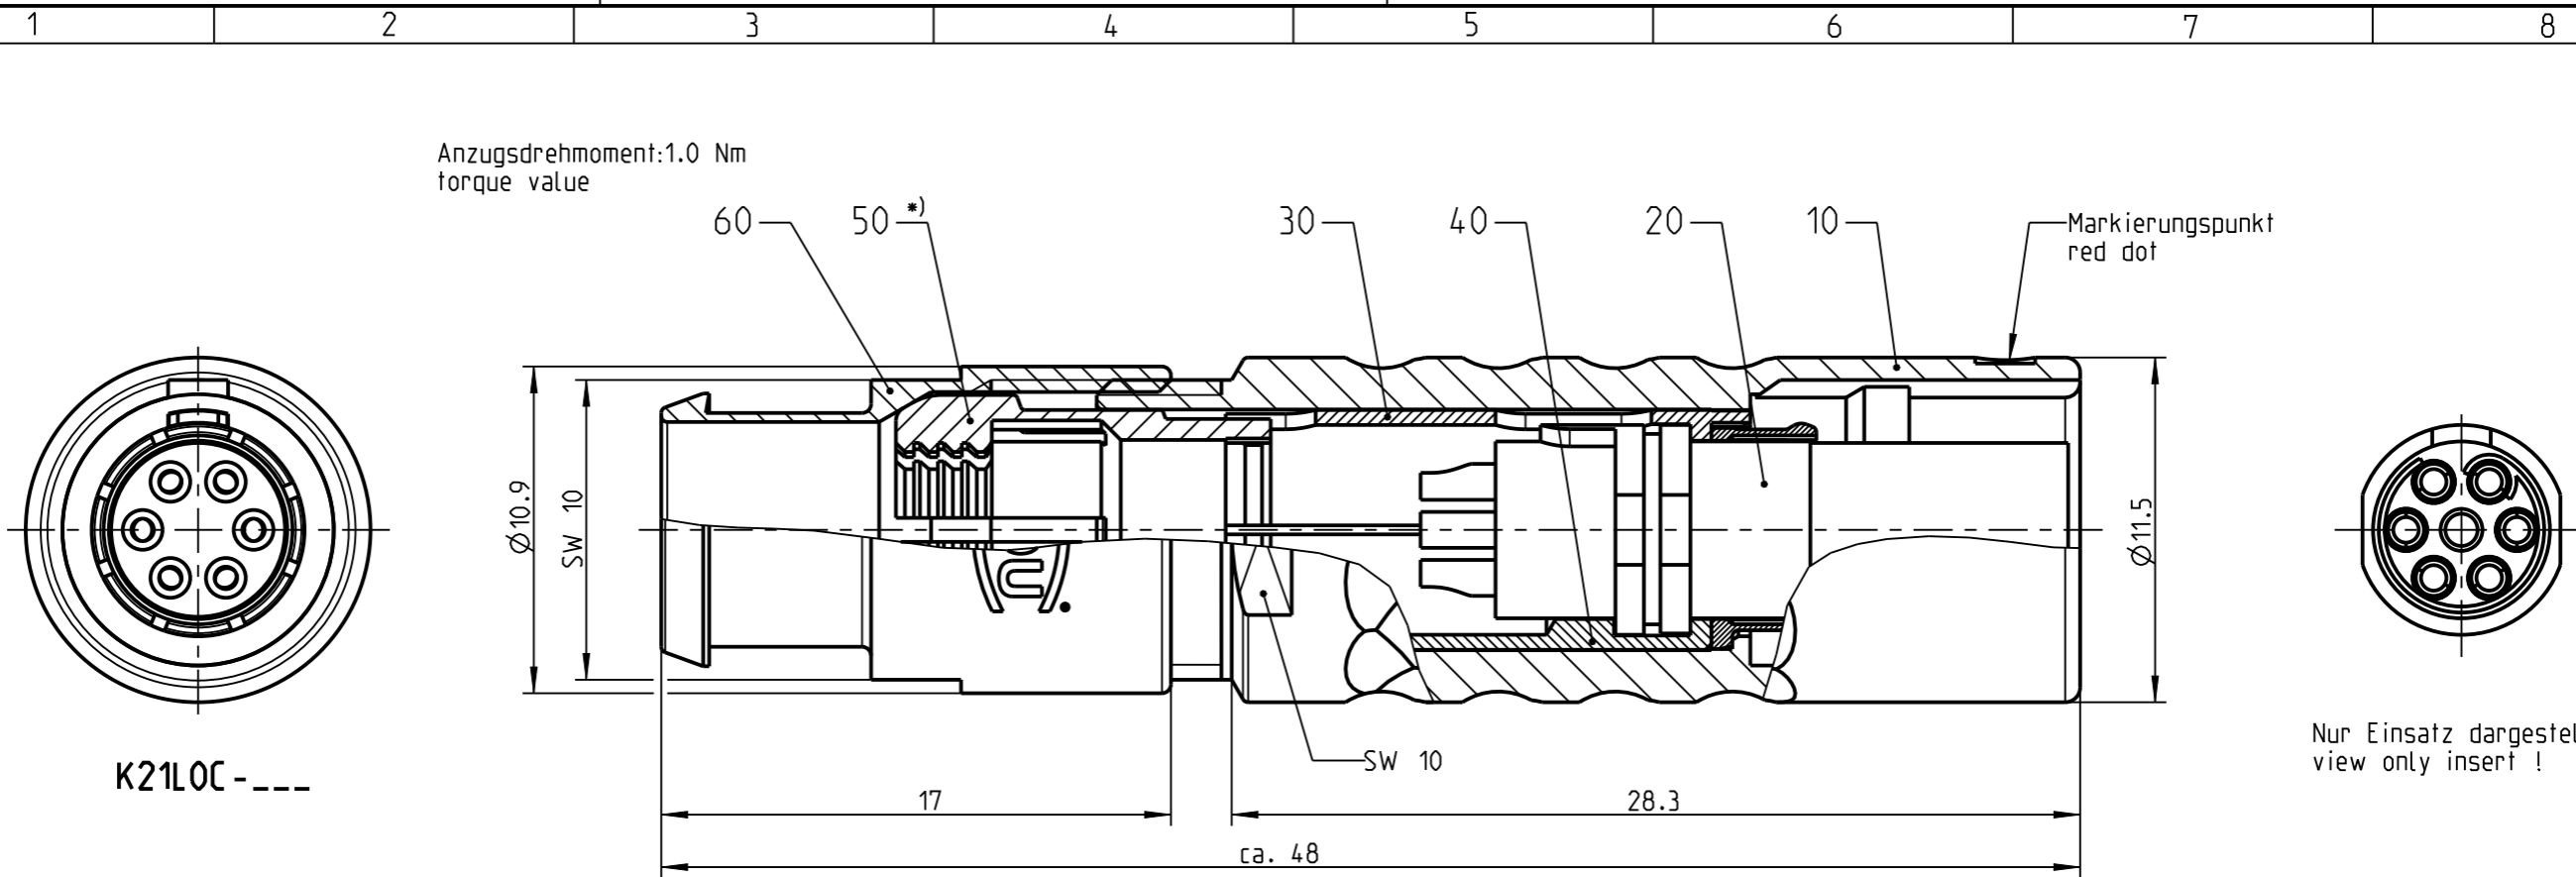 1 2 3 4 5 6 7 8
Anzugsdrehmoment:1.0 Nm
torque value
60 50 *) 30 40 20 10
Markierungspunkt
red dot
Ø10.9
SW 10
Ø11.5
K21LOC-___
SW 10
Nur Einsatz dargestel
view only insert !
17
28.3
ca. 48